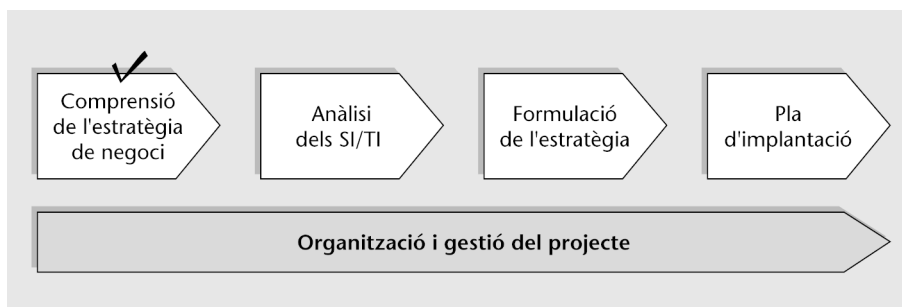 Comprensió
de l'estratègia
de negoci
Anàlisi
dels SI/TI
Formulació
de l'estratègia
Pla
d'implantació
Organització i gestió del projecte